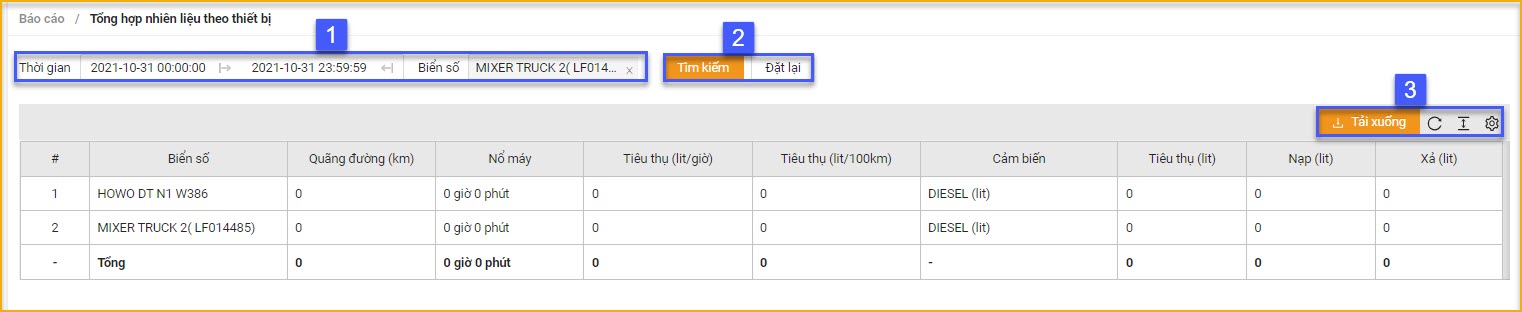 Báo cáo / Tổng hợp nhiên liệu theo thiết bị
1 2
Thời gian 2021-10-31 00:00:00 2021-10-31 23:59:59 Biển số MIXER TRUCK 2( LF014... x Tìm kiếm Đặt lại
3
Tải xuống
# Biển số Quãng đường (km) Nổ máy Tiêu thụ (lit/giờ) Tiêu thụ (lit/100km) Cảm biến Tiêu thụ (lit) Nạp (lit) Xả (lit)
1 HOWO DT N1 W386 0 0 giờ 0 phút 0 0 DIESEL (lit) 0 0 0
2 MIXER TRUCK 2( LF014485) 0 0 giờ 0 phút 0 0 DIESEL (lit) 0 0 0
- Tổng 0 0 giờ 0 phút 0 0 - 0 0 0